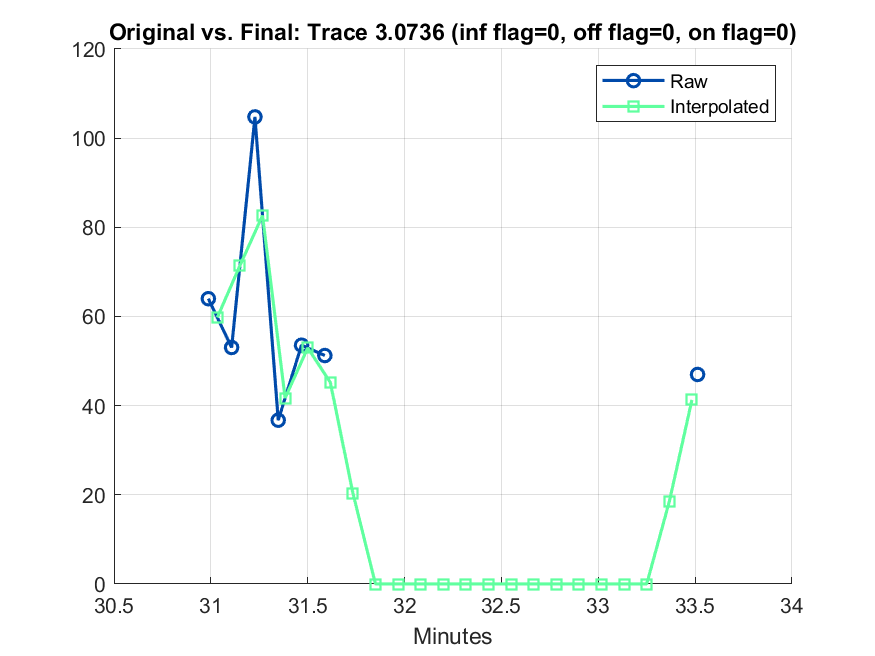 Original vs. Final: Trace 3.0736 (inf flag=0, off flag=0, on flag=0)
120
100
80
60
40
20
0
Raw
Interpolated
30.5 31 31.5 32 32.5 33 33.5 34
Minutes